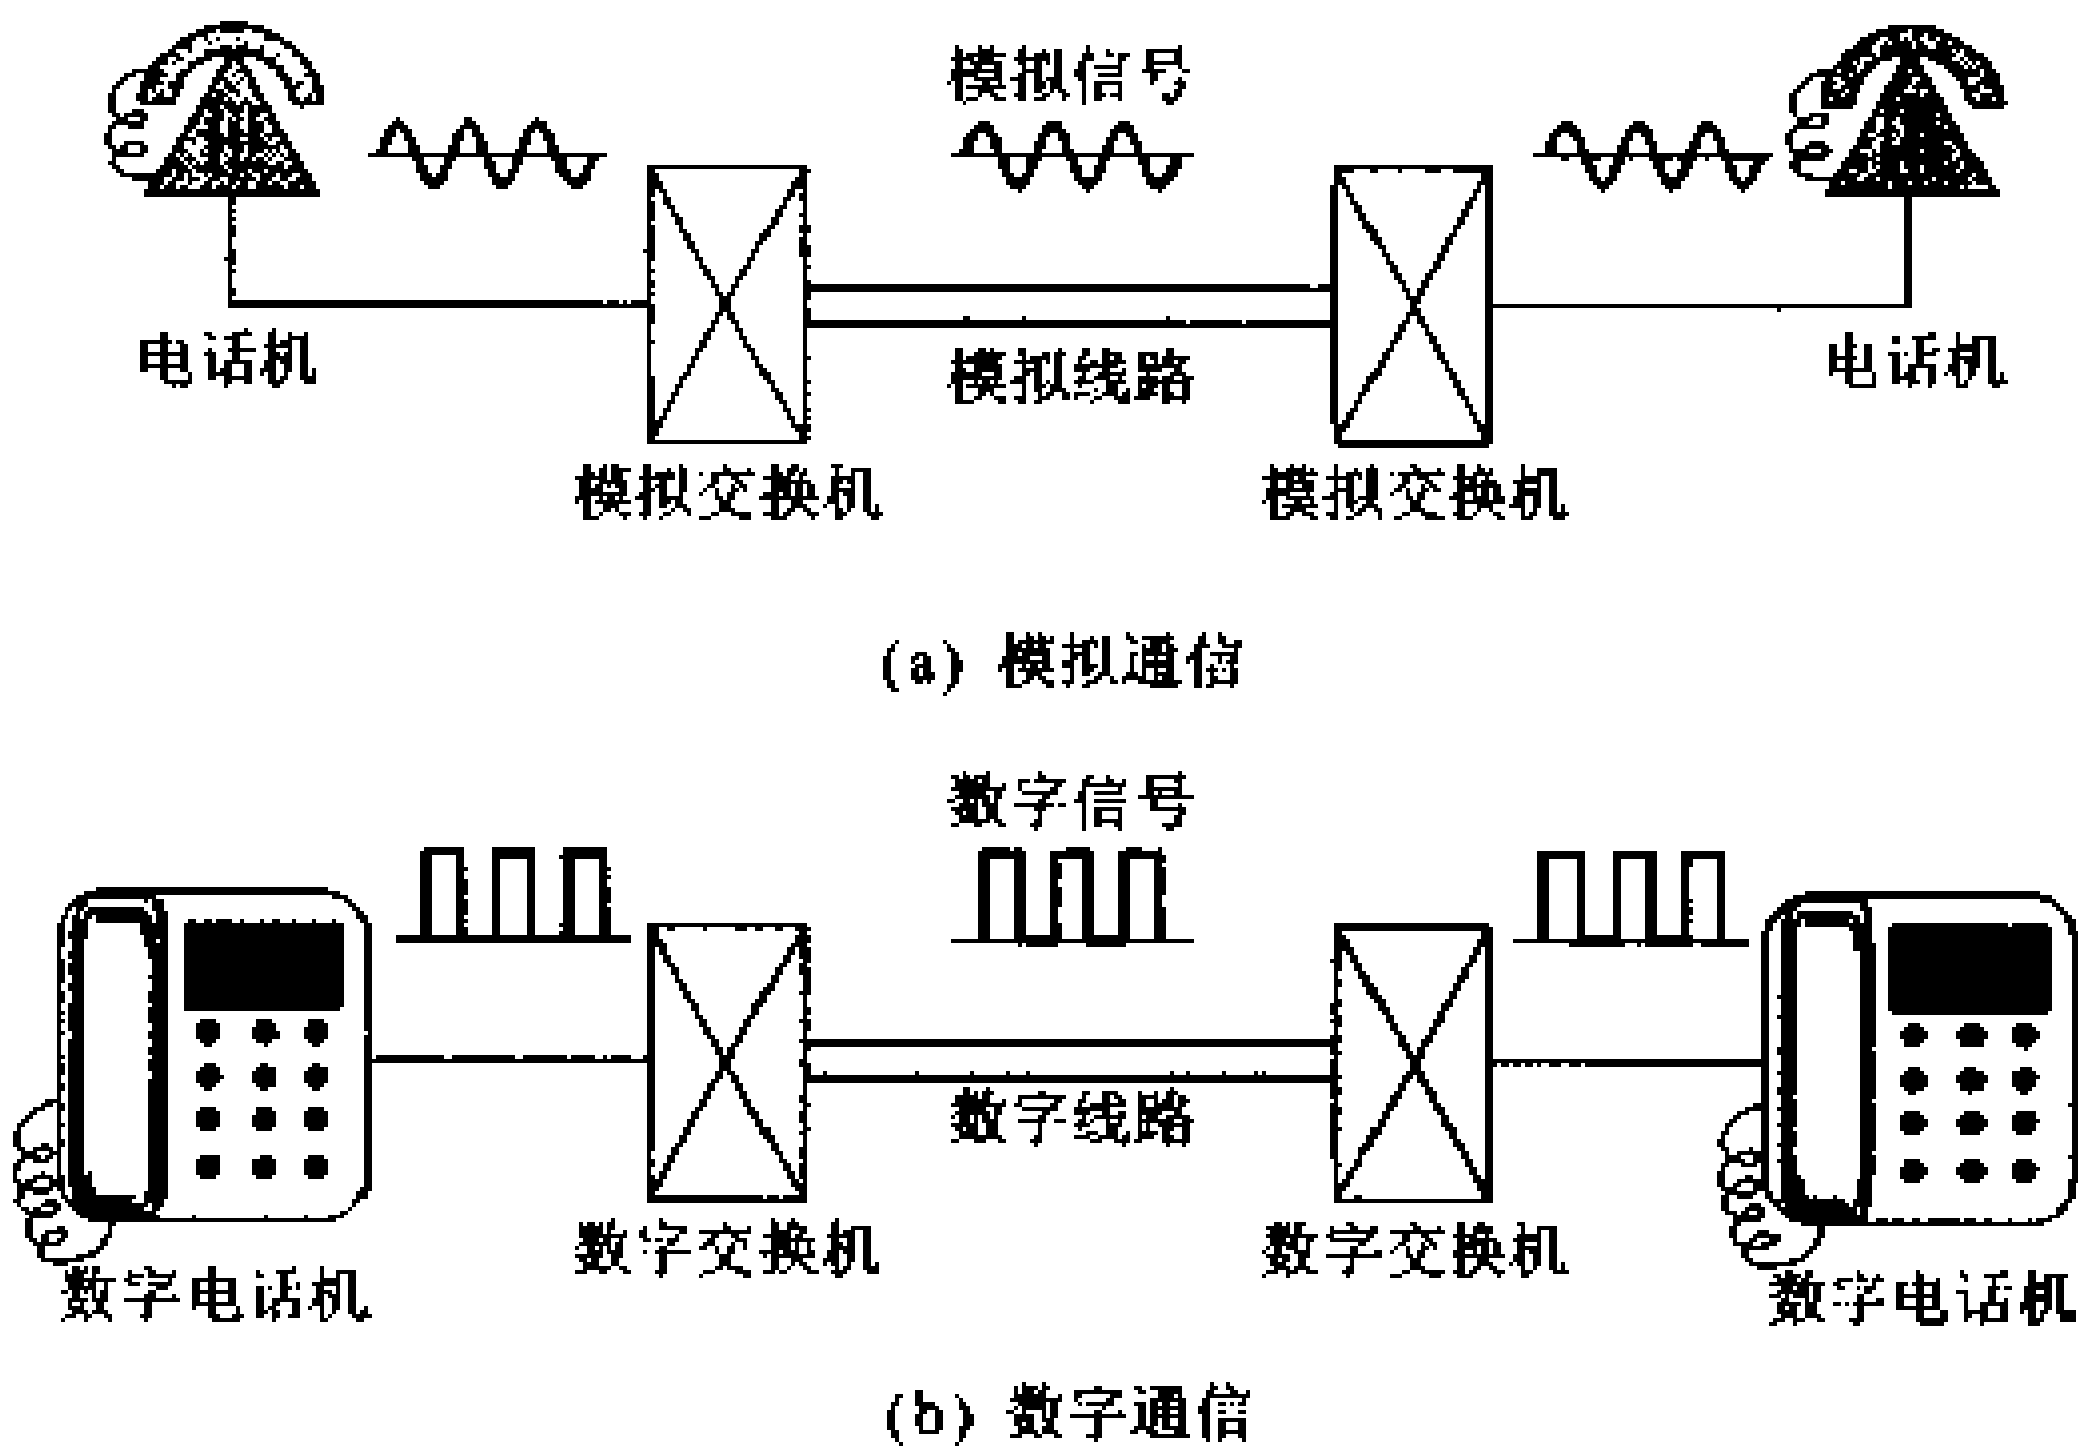 模拟信号
电话机
模拟线路
电话机
模拟交换机
模拟交换机
(a) 模拟通信
数字信号
数字线路
数字交换机
数字交换机
数字电话机
数字电话机
(b) 数字通信